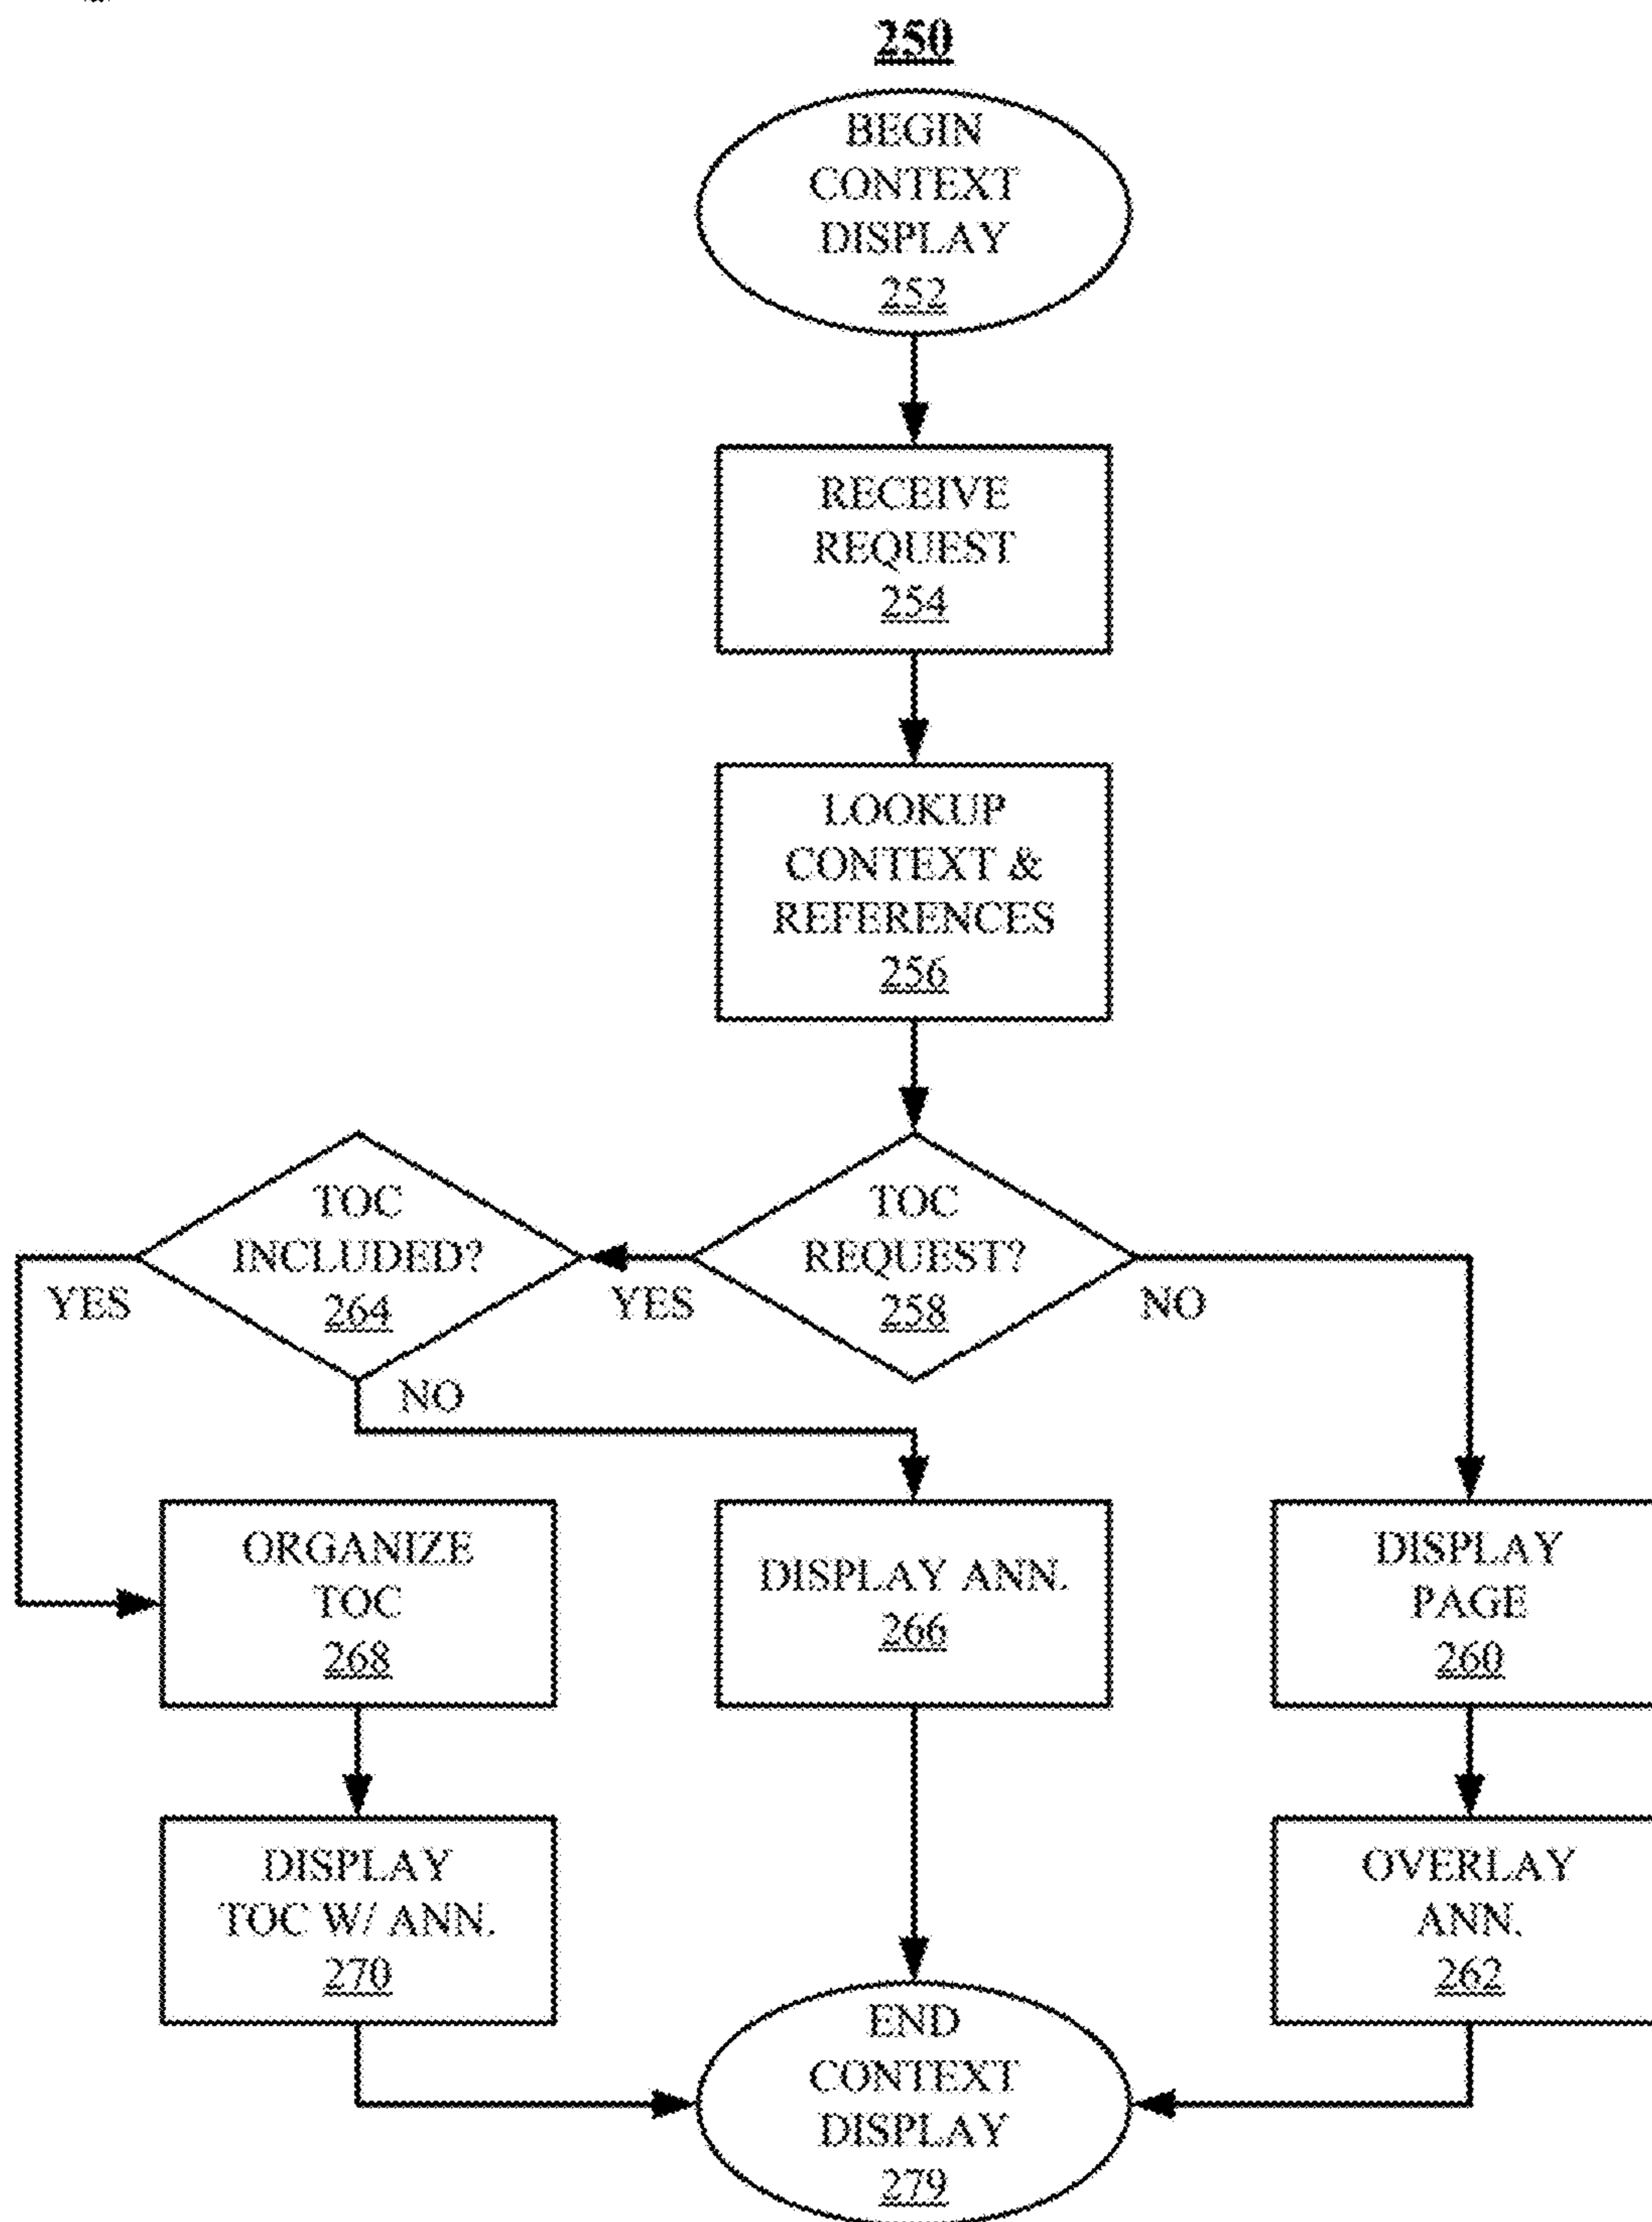 250
BEGIN
CONTEXT
DISPLAY
252
RECEIVE
REQUEST
254
LOOKUP
CONTEXT &
REFERENCES
256
TOC
INCLUDED?
264
TOC
REQUEST?
258
YES
YES
NO
NO
ORGANIZE
TOC
268
DISPLAY ANN.
266
DISPLAY
PAGE
260
DISPLAY
TOC W/ ANN.
270
OVERLAY
ANN.
262
END
CONTEXT
DISPLAY
279